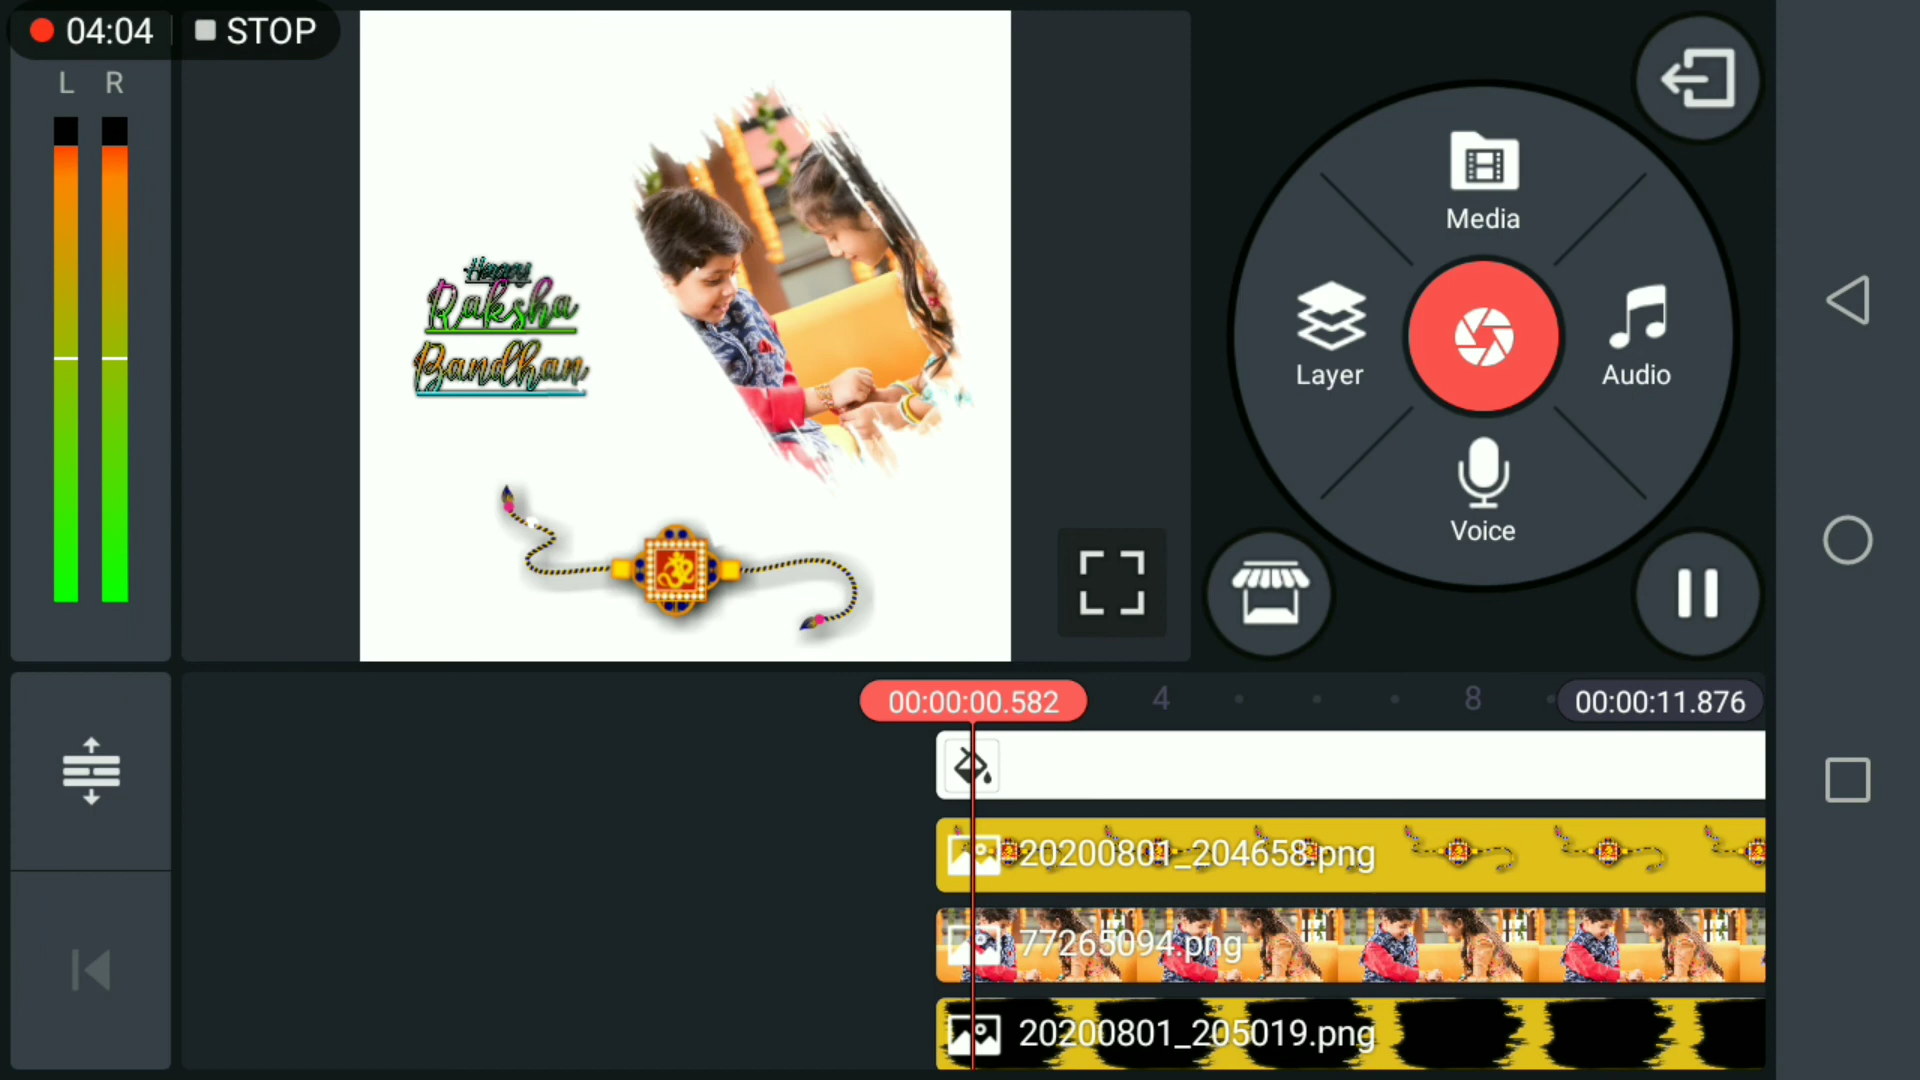 04:04 STOP
L R
Happy
Raksha
Bandhan
Media
Layer
Audio
Voice
00:00:00.582
4
8
00:00:11.876
20200801_204658.png
77265094.png
20200801_205019.png